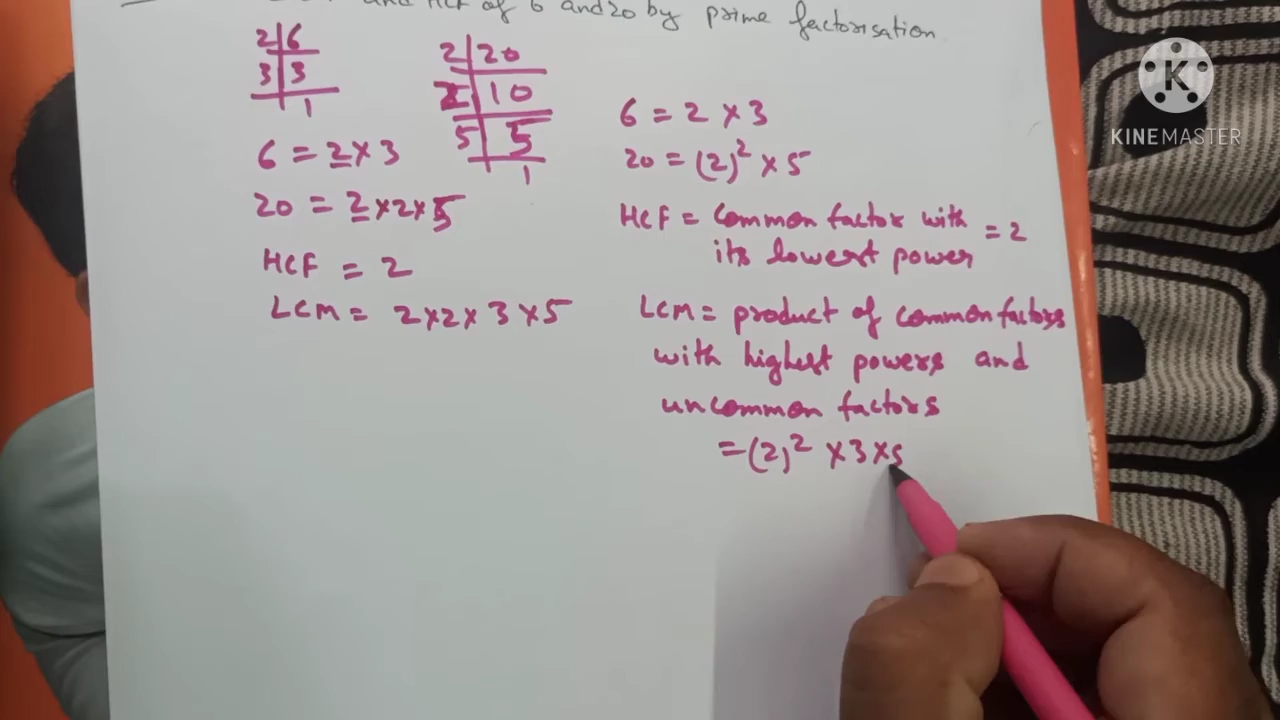 and HCF of 6 and 20 by prime factorisation
2 6
3 3
1
2 20
2 10
5 5
1
6 = 2 × 3
20 = 2 × 2 × 5
HCF = 2
LCM = 2 × 2 × 3 × 5
6 = 2 × 3
20 = (2)² × 5
HCF = Common factor with = 2
its lowest power
LCM = product of common factors
with highest powers and
uncommon factors
= (2)² × 3 × 5
KINEMASTER